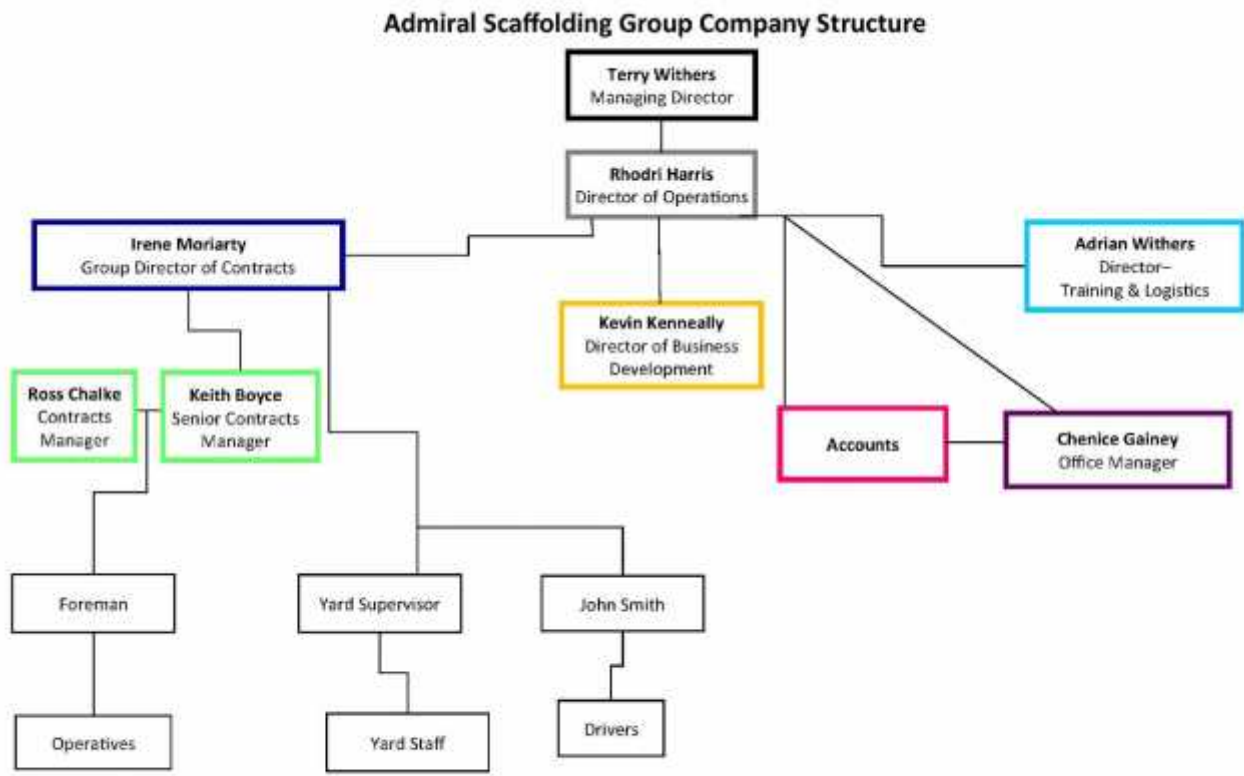 Admiral Scaffolding Group Company Structure
Terry Withers
Managing Director
Rhodri Harris
Director of Operations
Irene Moriarty
Group Director of Contracts
Adrian Withers
Director–
Training & Logistics
Kevin Kenneally
Director of Business
Development
Ross Chalke
Contracts
Manager
Keith Boyce
Senior Contracts
Manager
Accounts
Chenice Gainey
Office Manager
Foreman
Yard Supervisor
John Smith
Operatives
Yard Staff
Drivers